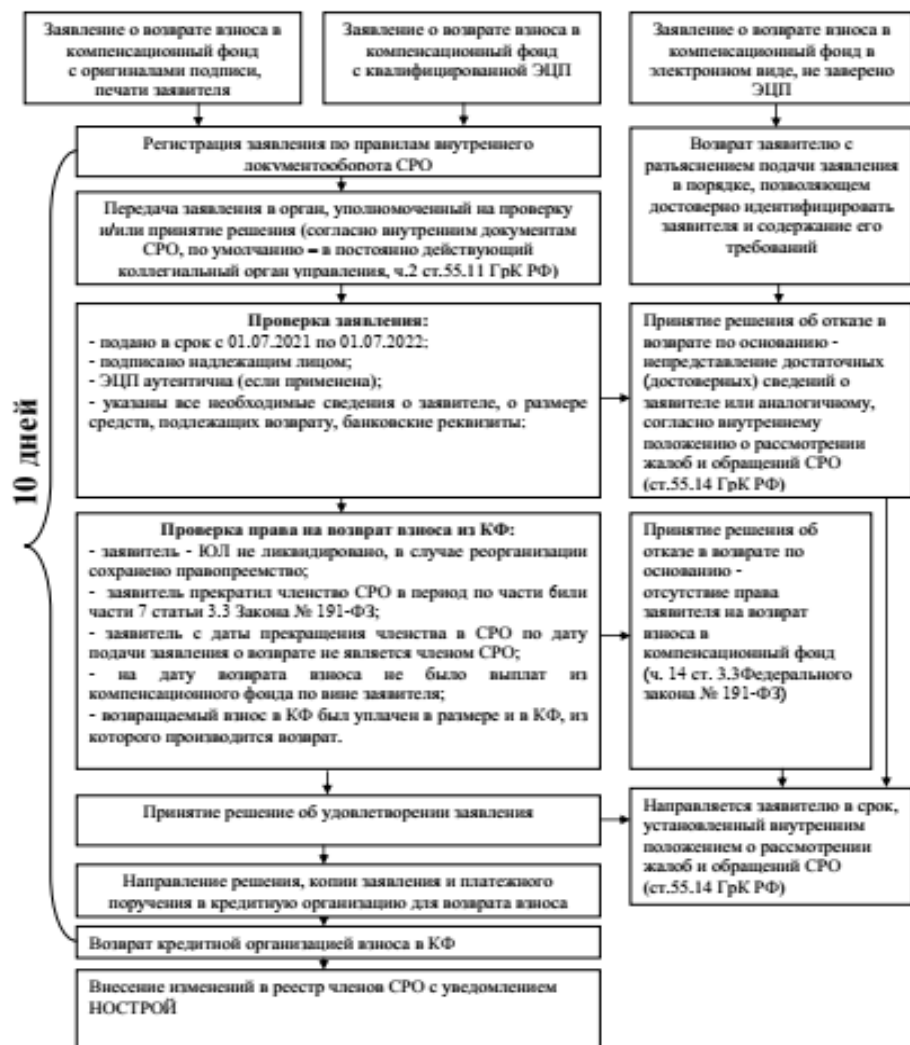 Заявление о возврате взноса в
компенсационный фонд
с оригиналами подписи,
печати заявителя
Заявление о возврате взноса в
компенсационный фонд
с квалифицированной ЭЦП
Заявление о возврате взноса в
компенсационный фонд в
электронном виде, не заверено
ЭЦП
Регистрация заявления по правилам внутреннего
документооборота СРО
Возврат заявителю с
разъяснением подачи заявления
в порядке, позволяющем
достоверно идентифицировать
заявителя и содержание его
требований
Передача заявления в орган, уполномоченный на проверку
и/или принятие решения (согласно внутренним документам
СРО, по умолчанию – в постоянно действующий
коллегиальный орган управления, ч.2 ст.55.11 ГрК РФ)
10 дней
Проверка заявления:
- подано в срок с 01.07.2021 по 01.07.2022;
- подписано надлежащим лицом;
- ЭЦП аутентична (если применена);
- указаны все необходимые сведения о заявителе, о размере
средств, подлежащих возврату, банковские реквизиты;
Принятие решения об отказе в
возврате по основанию -
непредставление достаточных
(достоверных) сведений о
заявителе или аналогичному,
согласно внутреннему
положению о рассмотрении
жалоб и обращений СРО
(ст.55.14 ГрК РФ)
Проверка права на возврат взноса из КФ:
- заявитель - ЮЛ не ликвидировано, в случае реорганизации
сохранено правопреемство;
- заявитель прекратил членство СРО в период по части 6или
части 7 статьи 3.3 Закона № 191-ФЗ;
- заявитель с даты прекращения членства в СРО по дату
подачи заявления о возврате не является членом СРО;
- на дату возврата взноса не было выплат из
компенсационного фонда по вине заявителя;
- возвращаемый взнос в КФ был уплачен в размере и в КФ, из
которого производится возврат.
Принятие решения об
отказе в возврате по
основанию -
отсутствие права
заявителя на возврат
взноса в
компенсационный фонд
(ч. 14 ст. 3.3Федерального
закона № 191-ФЗ)
Принятие решение об удовлетворении заявления
Направляется заявителю в срок,
установленный внутренним
положением о рассмотрении
жалоб и обращений СРО
(ст.55.14 ГрК РФ)
Направление решения, копии заявления и платежного
поручения в кредитную организацию для возврата взноса
Возврат кредитной организацией взноса в КФ
Внесение изменений в реестр членов СРО с уведомлением
НОСТРОЙ